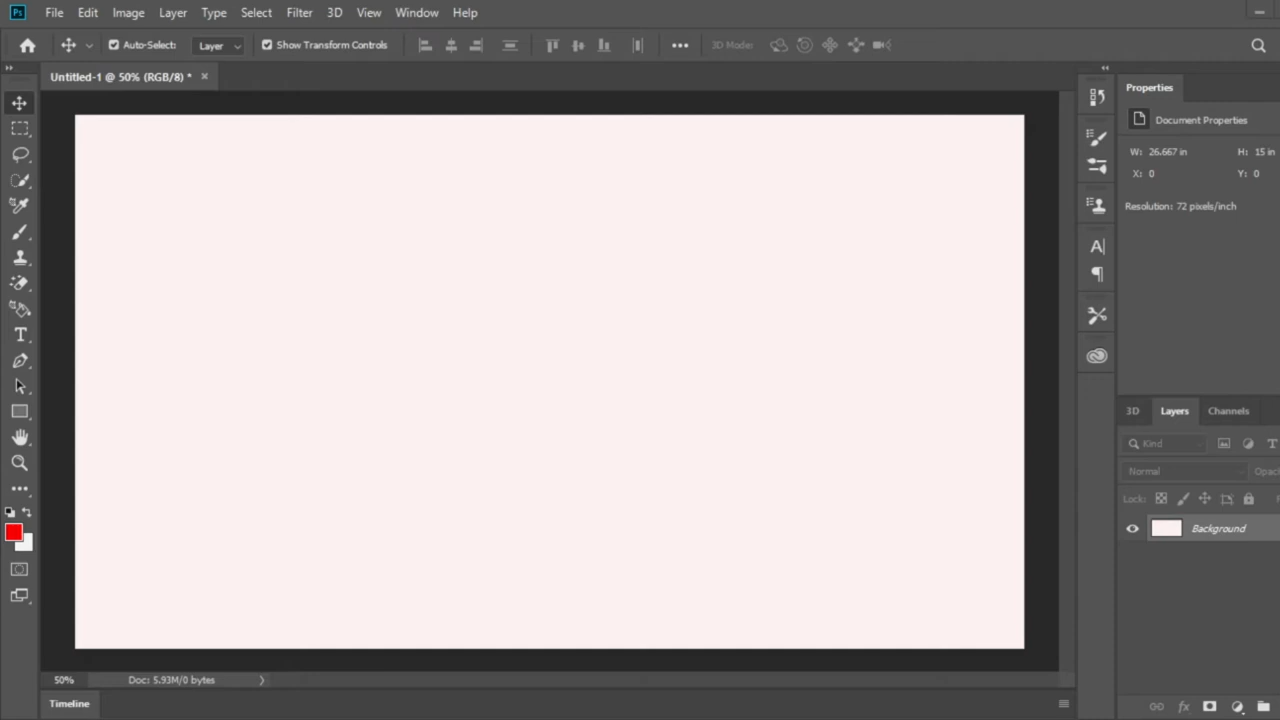 Ps File Edit Image Layer Type Select Filter 3D View Window Help
Auto-Select: Layer Show Transform Controls 3D Mode:
Untitled-1 @ 50% (RGB/8) *
Properties
Document Properties
W: 26.667 in H: 15 in
X: 0 Y: 0
Resolution: 72 pixels/inch
3D Layers Channels
Kind
Normal Opac
Lock:
Background
50% Doc: 5.93M/0 bytes
Timeline